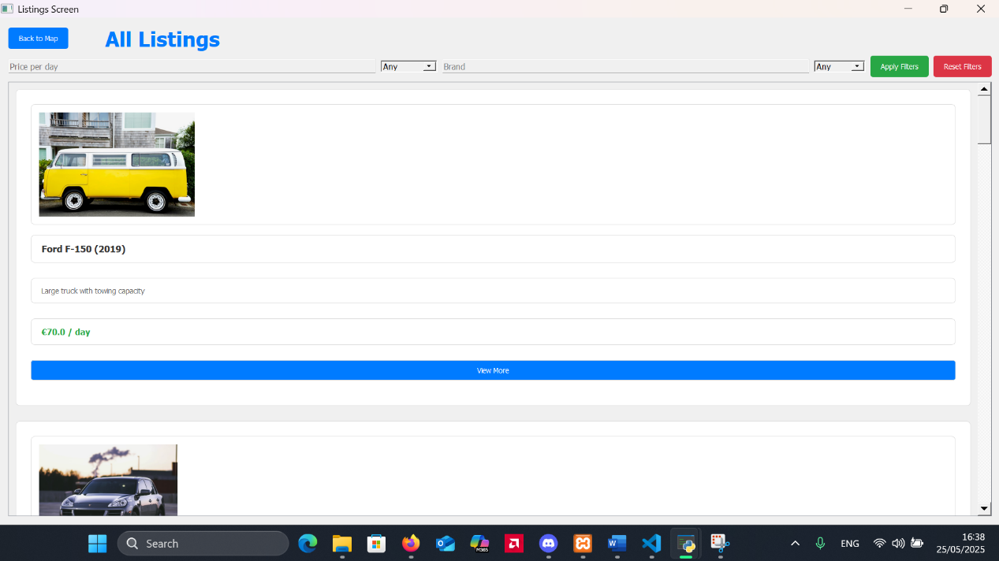 Listings Screen
Back to Map
All Listings
Price per day
Any
Brand
Any
Apply Filters
Reset Filters
Ford F-150 (2019)
Large truck with towing capacity
€70.0 / day
View More
Search
M365
ENG
16:38
25/05/2025